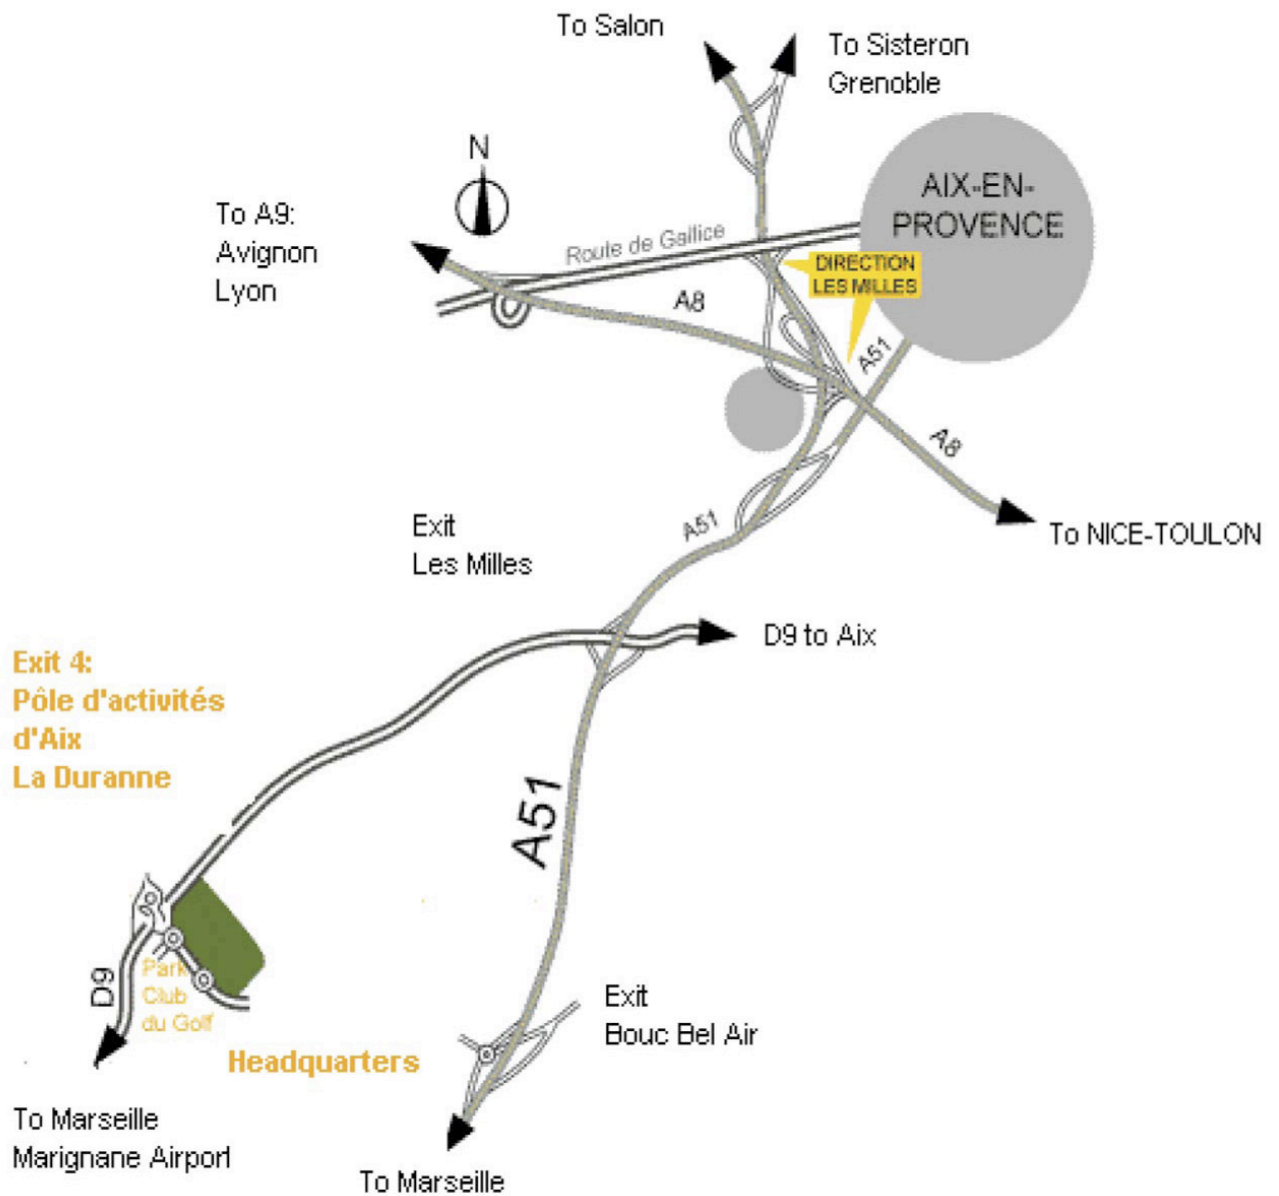 To Salon
To Sisteron
Grenoble
N
AIX-EN-
PROVENCE
To A9:
Avignon
Lyon
Route de Gallice
DIRECTION
LES MILLES
A8
A51
A8
To NICE-TOULON
Exit
Les Milles
A51
D9 to Aix
Exit 4:
Pôle d'activités
d'Aix
La Duranne
A51
D9
Park
Club
du Golf
Exit
Bouc Bel Air
Headquarters
To Marseille
Marignane Airport
To Marseille